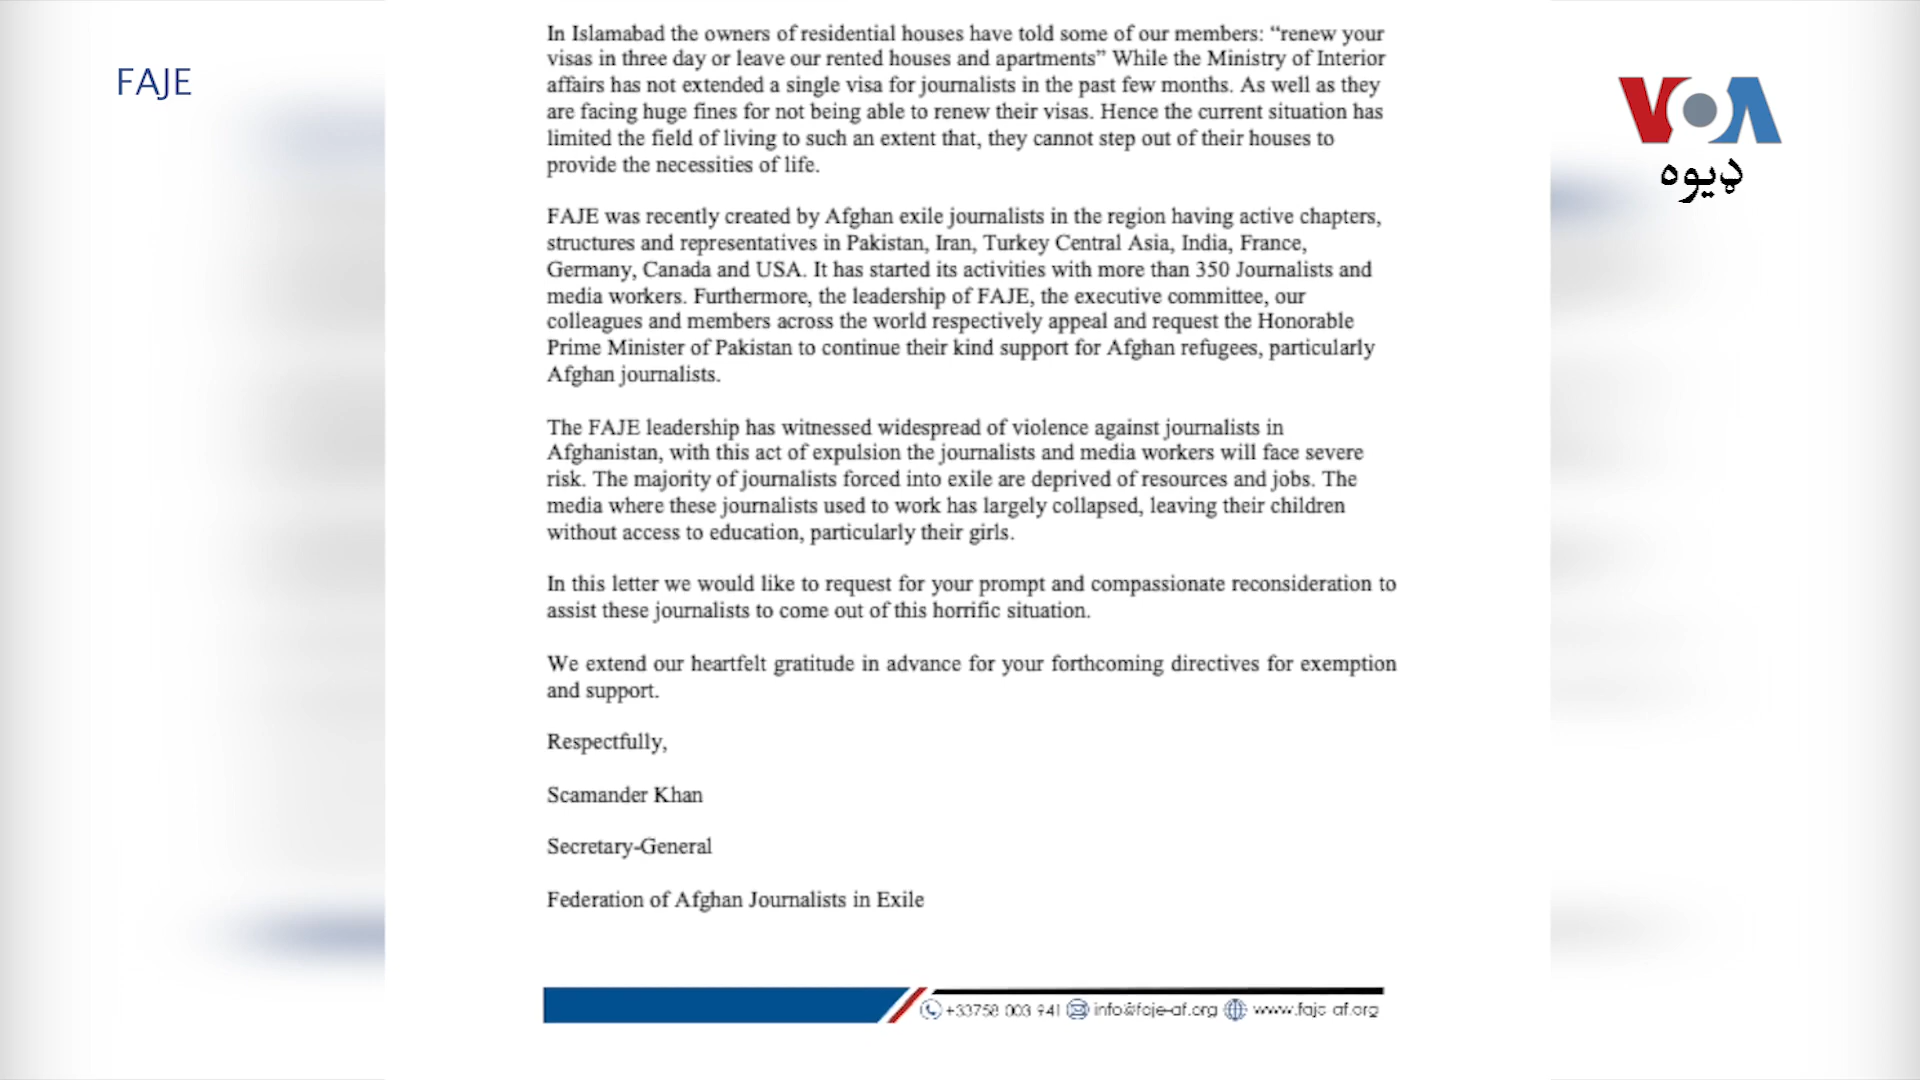 FAJE
VOA
ډیوه
In Islamabad the owners of residential houses have told some of our members: “renew your
visas in three day or leave our rented houses and apartments” While the Ministry of Interior
affairs has not extended a single visa for journalists in the past few months. As well as they
are facing huge fines for not being able to renew their visas. Hence the current situation has
limited the field of living to such an extent that, they cannot step out of their houses to
provide the necessities of life.
FAJE was recently created by Afghan exile journalists in the region having active chapters,
structures and representatives in Pakistan, Iran, Turkey Central Asia, India, France,
Germany, Canada and USA. It has started its activities with more than 350 Journalists and
media workers. Furthermore, the leadership of FAJE, the executive committee, our
colleagues and members across the world respectively appeal and request the Honorable
Prime Minister of Pakistan to continue their kind support for Afghan refugees, particularly
Afghan journalists.
The FAJE leadership has witnessed widespread of violence against journalists in
Afghanistan, with this act of expulsion the journalists and media workers will face severe
risk. The majority of journalists forced into exile are deprived of resources and jobs. The
media where these journalists used to work has largely collapsed, leaving their children
without access to education, particularly their girls.
In this letter we would like to request for your prompt and compassionate reconsideration to
assist these journalists to come out of this horrific situation.
We extend our heartfelt gratitude in advance for your forthcoming directives for exemption
and support.
Respectfully,
Scamander Khan
Secretary-General
Federation of Afghan Journalists in Exile
+33758 003 941 info@faje-af.org www.faje-af.org